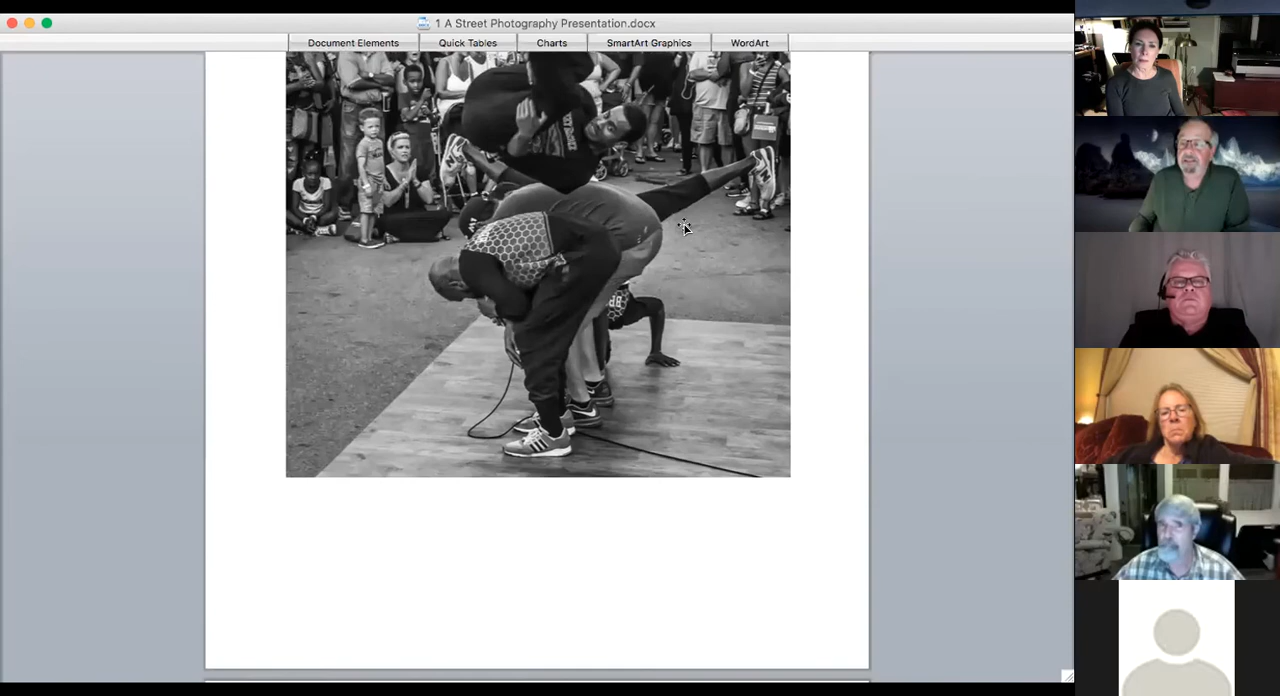 1 A Street Photography Presentation.docx
Document Elements Quick Tables Charts SmartArt Graphics WordArt